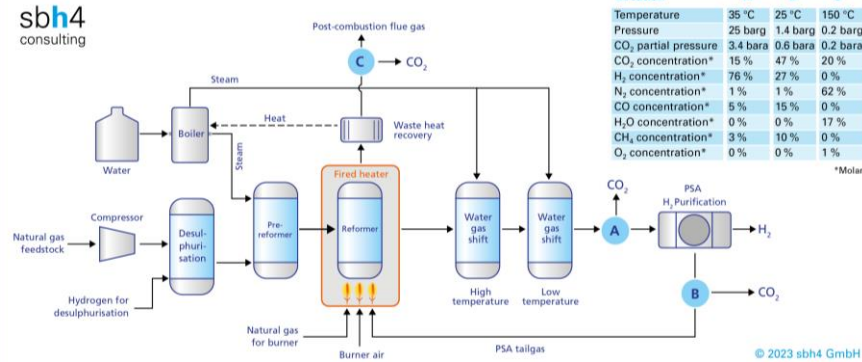 sbh4
consulting
Post-combustion flue gas
C
CO₂
Steam
Heat
Boiler
Water
Steam
Waste heat
recovery
Fired heater
Compressor
Natural gas
feedstock
Desul-
phuri-
sation
Pre-
reformer
Reformer
Water
gas
shift
Water
gas
shift
High
temperature
Low
temperature
CO₂
A
PSA
H₂ Purification
H₂
B
CO₂
Hydrogen for
desulphurisation
Natural gas
for burner
Burner air
PSA tailgas
Temperature 35 °C 25 °C 150 °C
Pressure 25 barg 1.4 barg 0.2 barg
CO₂ partial pressure 3.4 bara 0.6 bara 0.2 bara
CO₂ concentration* 15 % 47 % 20 %
H₂ concentration* 76 % 27 % 0 %
N₂ concentration* 1 % 1 % 62 %
CO concentration* 5 % 15 % 0 %
H₂O concentration* 0 % 0 % 17 %
CH₄ concentration* 3 % 10 % 0 %
O₂ concentration* 0 % 0 % 1 %
*Molar
© 2023 sbh4 GmbH